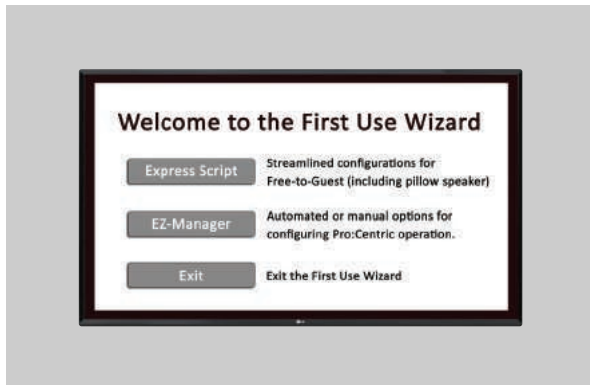 Welcome to the First Use Wizard
Express Script
Streamlined configurations for
Free-to-Guest (including pillow speaker)
EZ-Manager
Automated or manual options for
configuring Pro:Centric operation.
Exit
Exit the First Use Wizard